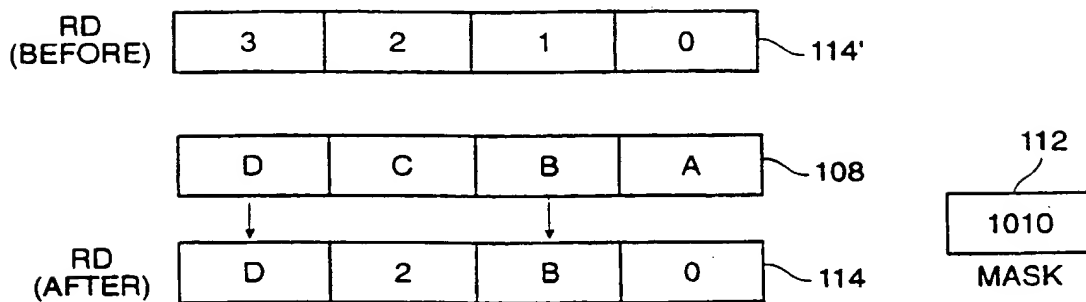 RD
(BEFORE)
3 2 1 0
114'
D C B A
108
112
1010
MASK
RD
(AFTER)
D 2 B 0
114